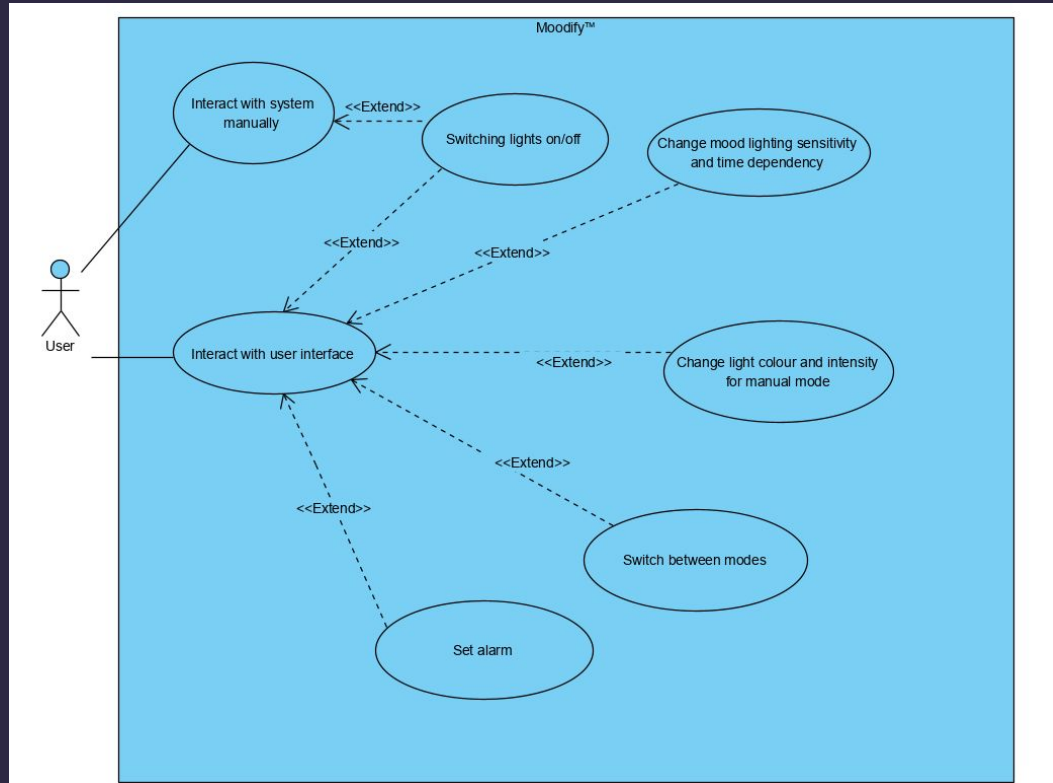 Moodify™
Interact with system
manually
<<Extend>>
Switching lights on/off
Change mood lighting sensitivity
and time dependency
<<Extend>>
<<Extend>>
User
Interact with user interface
<<Extend>>
Change light colour and intensity
for manual mode
<<Extend>>
<<Extend>>
Switch between modes
Set alarm